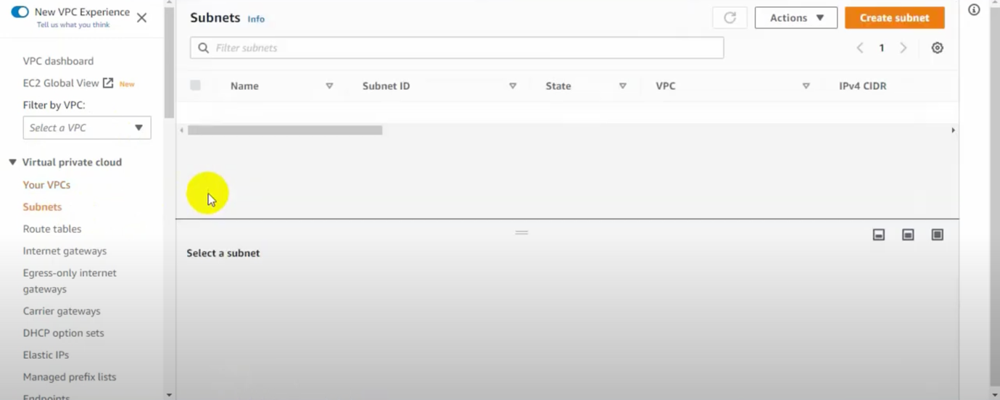 New VPC Experience
Tell us what you think
VPC dashboard
EC2 Global View New
Filter by VPC:
Select a VPC
Virtual private cloud
Your VPCs
Subnets
Route tables
Internet gateways
Egress-only internet
gateways
Carrier gateways
DHCP option sets
Elastic IPs
Managed prefix lists
Endpoints
Subnets Info
Actions
Create subnet
Filter subnets
1
Name Subnet ID State VPC IPv4 CIDR
Select a subnet